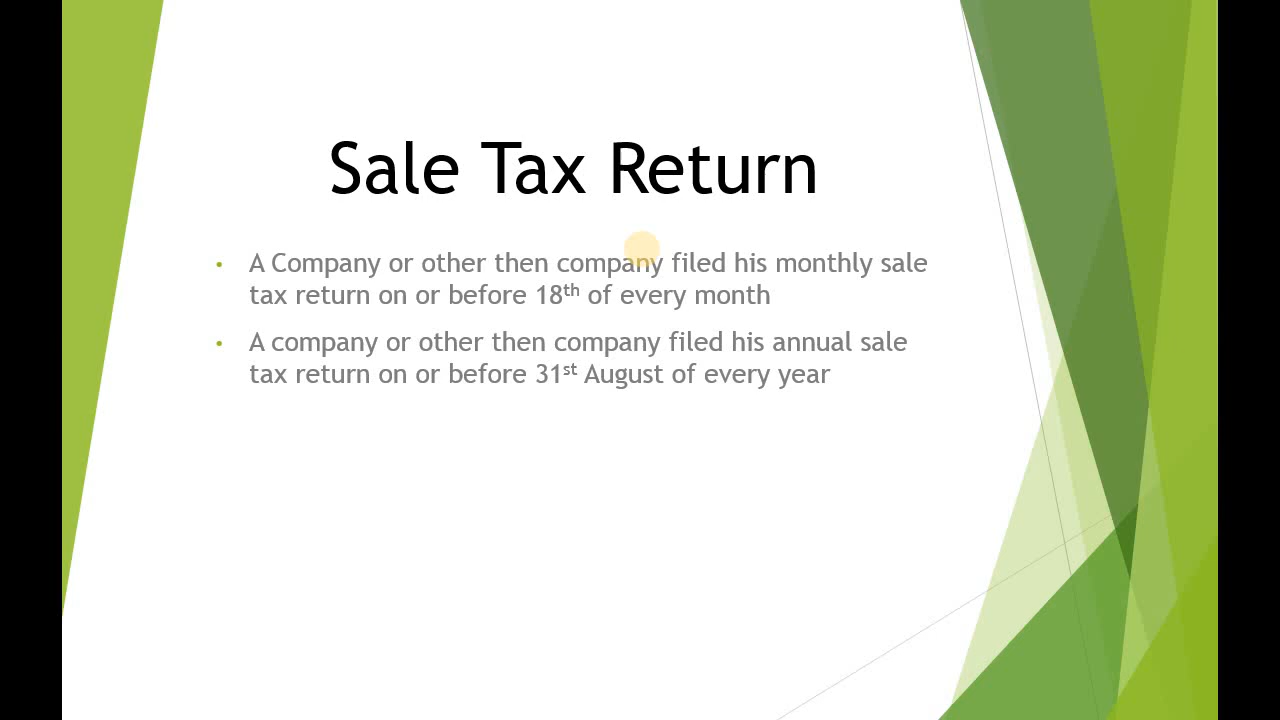 Sale Tax Return
• A Company or other then company filed his monthly sale
tax return on or before 18th of every month
• A company or other then company filed his annual sale
tax return on or before 31st August of every year